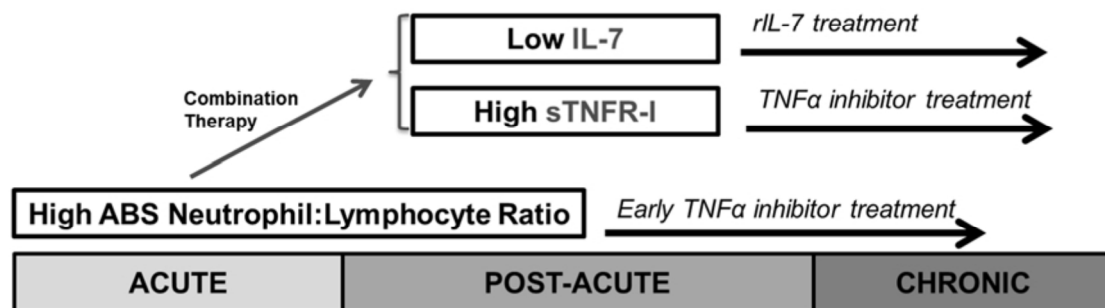 Low IL-7
rIL-7 treatment
Combination
Therapy
High sTNFR-I
TNFα inhibitor treatment
High ABS Neutrophil:Lymphocyte Ratio
Early TNFα inhibitor treatment
ACUTE
POST-ACUTE
CHRONIC